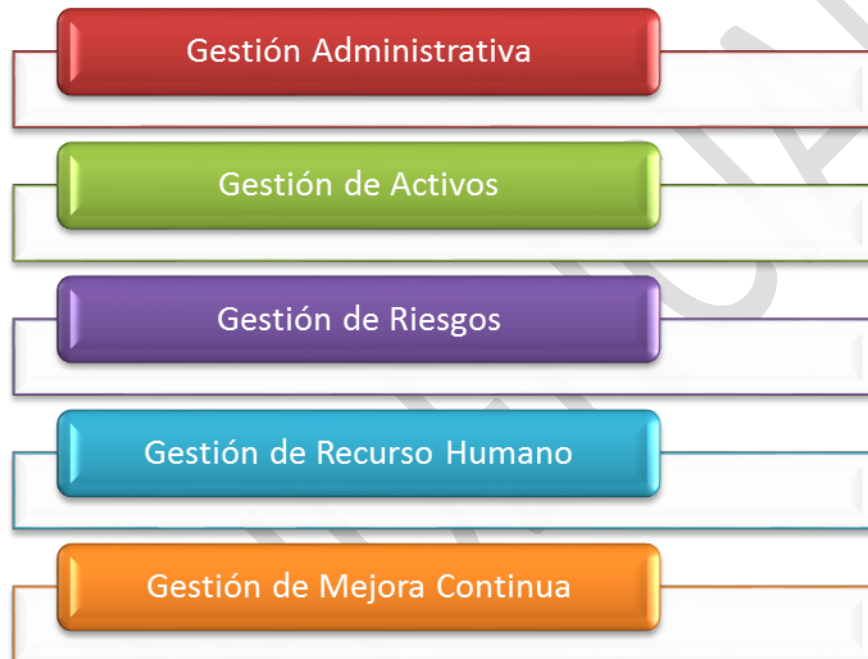 Gestión Administrativa
Gestión de Activos
Gestión de Riesgos
Gestión de Recurso Humano
Gestión de Mejora Continua